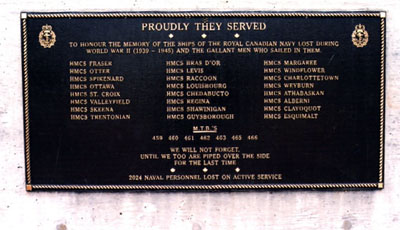 PROUDLY THEY SERVED
TO HONOUR THE MEMORY OF THE SHIPS OF THE ROYAL CANADIAN NAVY LOST DURING
WORLD WAR II (1939 - 1945) AND THE GALLANT MEN WHO SAILED IN THEM.
HMCS FRASER HMCS BRAS D'OR HMCS MARGAREE
HMCS OTTER HMCS LEVIS HMCS WINDFLOWER
HMCS SPIKENARD HMCS RACCOON HMCS CHARLOTTETOWN
HMCS OTTAWA HMCS LOUISBOURG HMCS WEYBURN
HMCS ST. CROIX HMCS CHEDABUCTO HMCS ATHABASKAN
HMCS VALLEYFIELD HMCS REGINA HMCS ALBERNI
HMCS SKEENA HMCS SHAWINIGAN HMCS CLAYOQUOT
HMCS TRENTONIAN HMCS GUYSBOROUGH HMCS ESQUIMALT
M.T.B.'S
459 460 461 462 463 465 466
WE WILL NOT FORGET,
UNTIL WE TOO ARE PIPED OVER THE SIDE
FOR THE LAST TIME
2024 NAVAL PERSONNEL LOST ON ACTIVE SERVICE